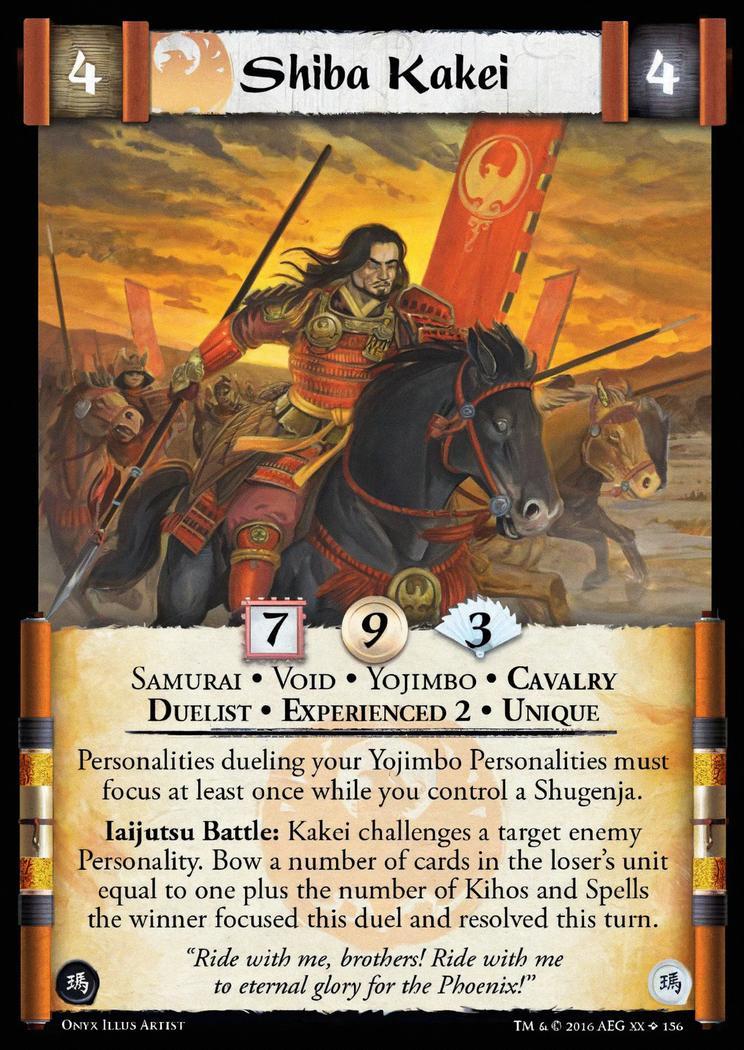 4 Shiba Kakei 4
7 9 3
Samurai • Void • Yojimbo • Cavalry
Duelist • Experienced 2 • Unique
Personalities dueling your Yojimbo Personalities must
focus at least once while you control a Shugenja.
Iaijutsu Battle: Kakei challenges a target enemy
Personality. Bow a number of cards in the loser's unit
equal to one plus the number of Kihos and Spells
the winner focused this duel and resolved this turn.
"Ride with me, brothers! Ride with me
to eternal glory for the Phoenix!"
瑪 瑪
Onyx Illus Artist TM & © 2016 AEG XX ❖ 156